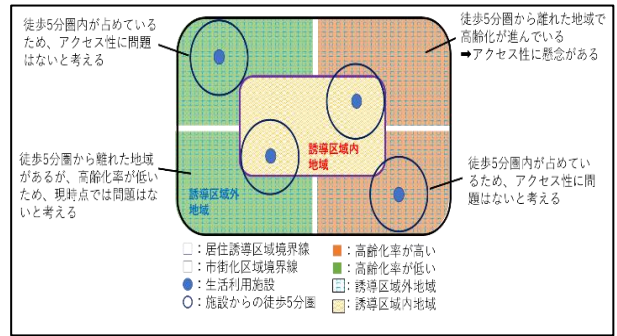 徒歩5分圏内が占めている
ため、アクセス性に問題
はないと考える
徒歩5分圏から離れた地域で
高齢化が進んでいる
➡アクセス性に懸念がある
徒歩5分圏から離れた地域
があるが、高齢化率が低い
ため、現時点では問題はな
いと考える
誘導区域内
地域
誘導区域外
地域
徒歩5分圏内が占めてい
るため、アクセス性に問
題はないと考える
:居住誘導区域境界線
:市街化区域境界線
:生活利用施設
:施設からの徒歩5分圏
:高齢化率が高い
:高齢化率が低い
:誘導区域外地域
:誘導区域内地域